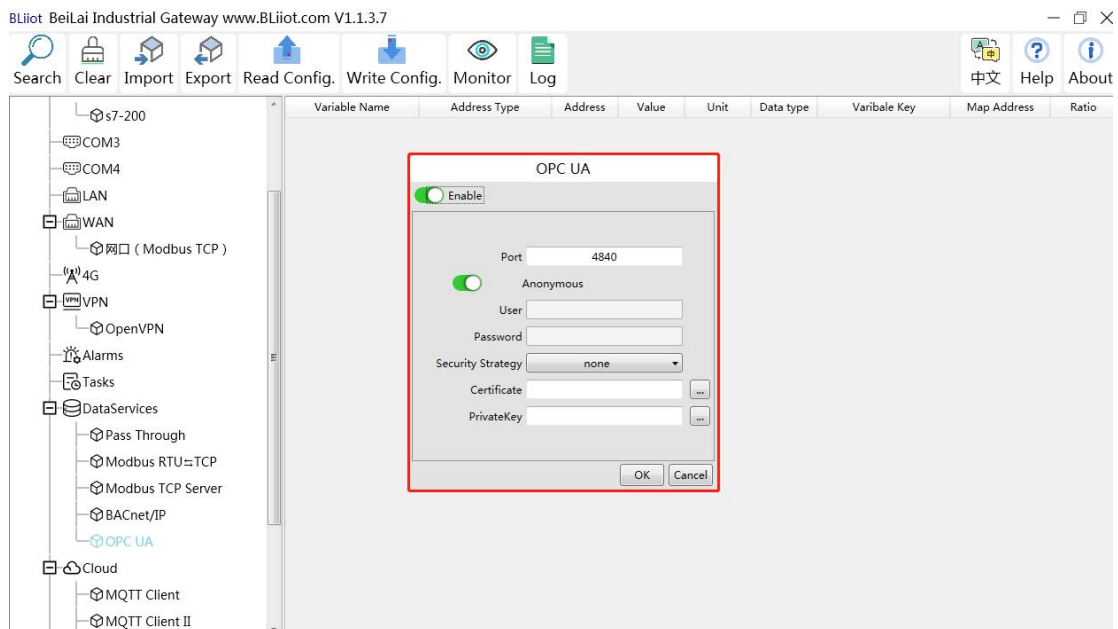 BLiiot BeiLai Industrial Gateway www.BLiiot.com V1.1.3.7
Search Clear Import Export Read Config. Write Config. Monitor Log 中文 Help About
Variable Name Address Type Address Value Unit Data type Varibale Key Map Address Ratio
s7-200
COM3
COM4
LAN
WAN
网口 ( Modbus TCP )
4G
VPN VPN
OpenVPN
Alarms
Tasks
DataServices
Pass Through
Modbus RTU⇆TCP
Modbus TCP Server
BACnet/IP
OPC UA
Cloud
MQTT Client
MQTT Client II
OPC UA
Enable
Port 4840
Anonymous
User
Password
Security Strategy none
Certificate ...
PrivateKey ...
OK Cancel